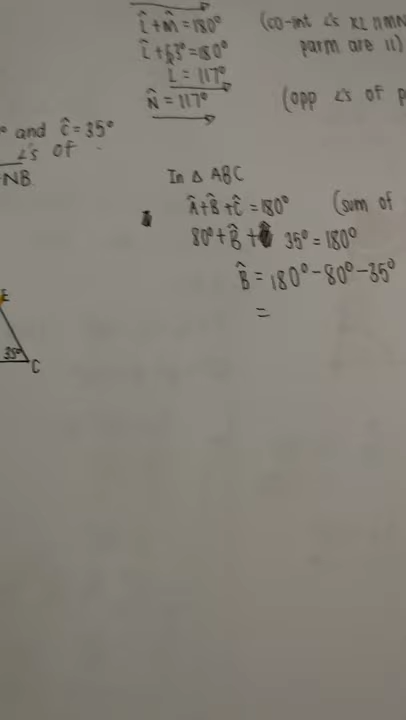 L̂ + M̂ = 180° (co-int ∠s KL ∩ MN
L̂ + 63° = 180° parm are ||)
L = 117°
N̂ = 117° (opp ∠s of p
° and Ĉ = 35°
∠s of
NB.
In Δ ABC
Â + B̂ + Ĉ = 180° (sum of
80° + B̂ + 35° = 180°
B̂ = 180° - 80° - 35°
=
E
35°
C